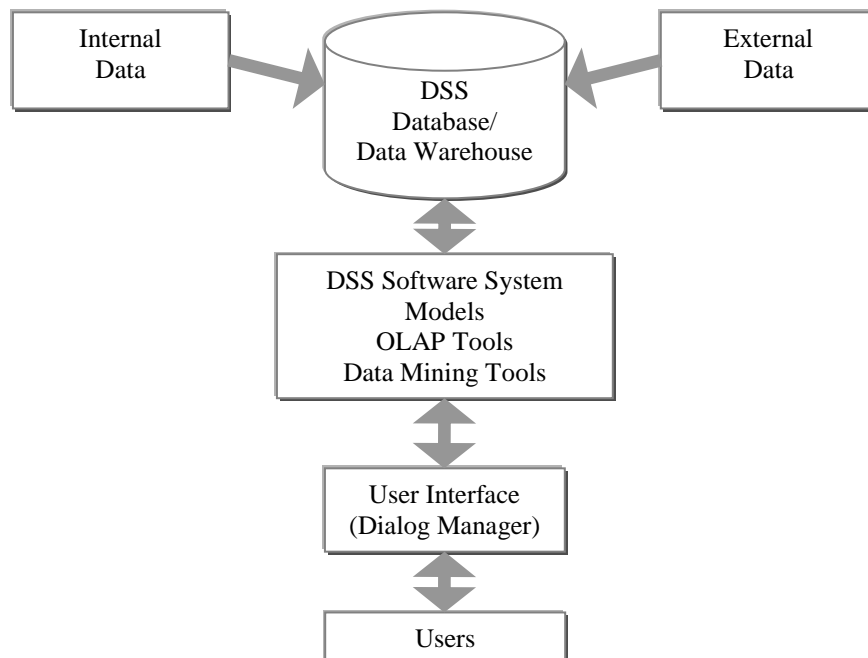 Internal
Data
External
Data
DSS
Database/
Data Warehouse
DSS Software System
Models
OLAP Tools
Data Mining Tools
User Interface
(Dialog Manager)
Users